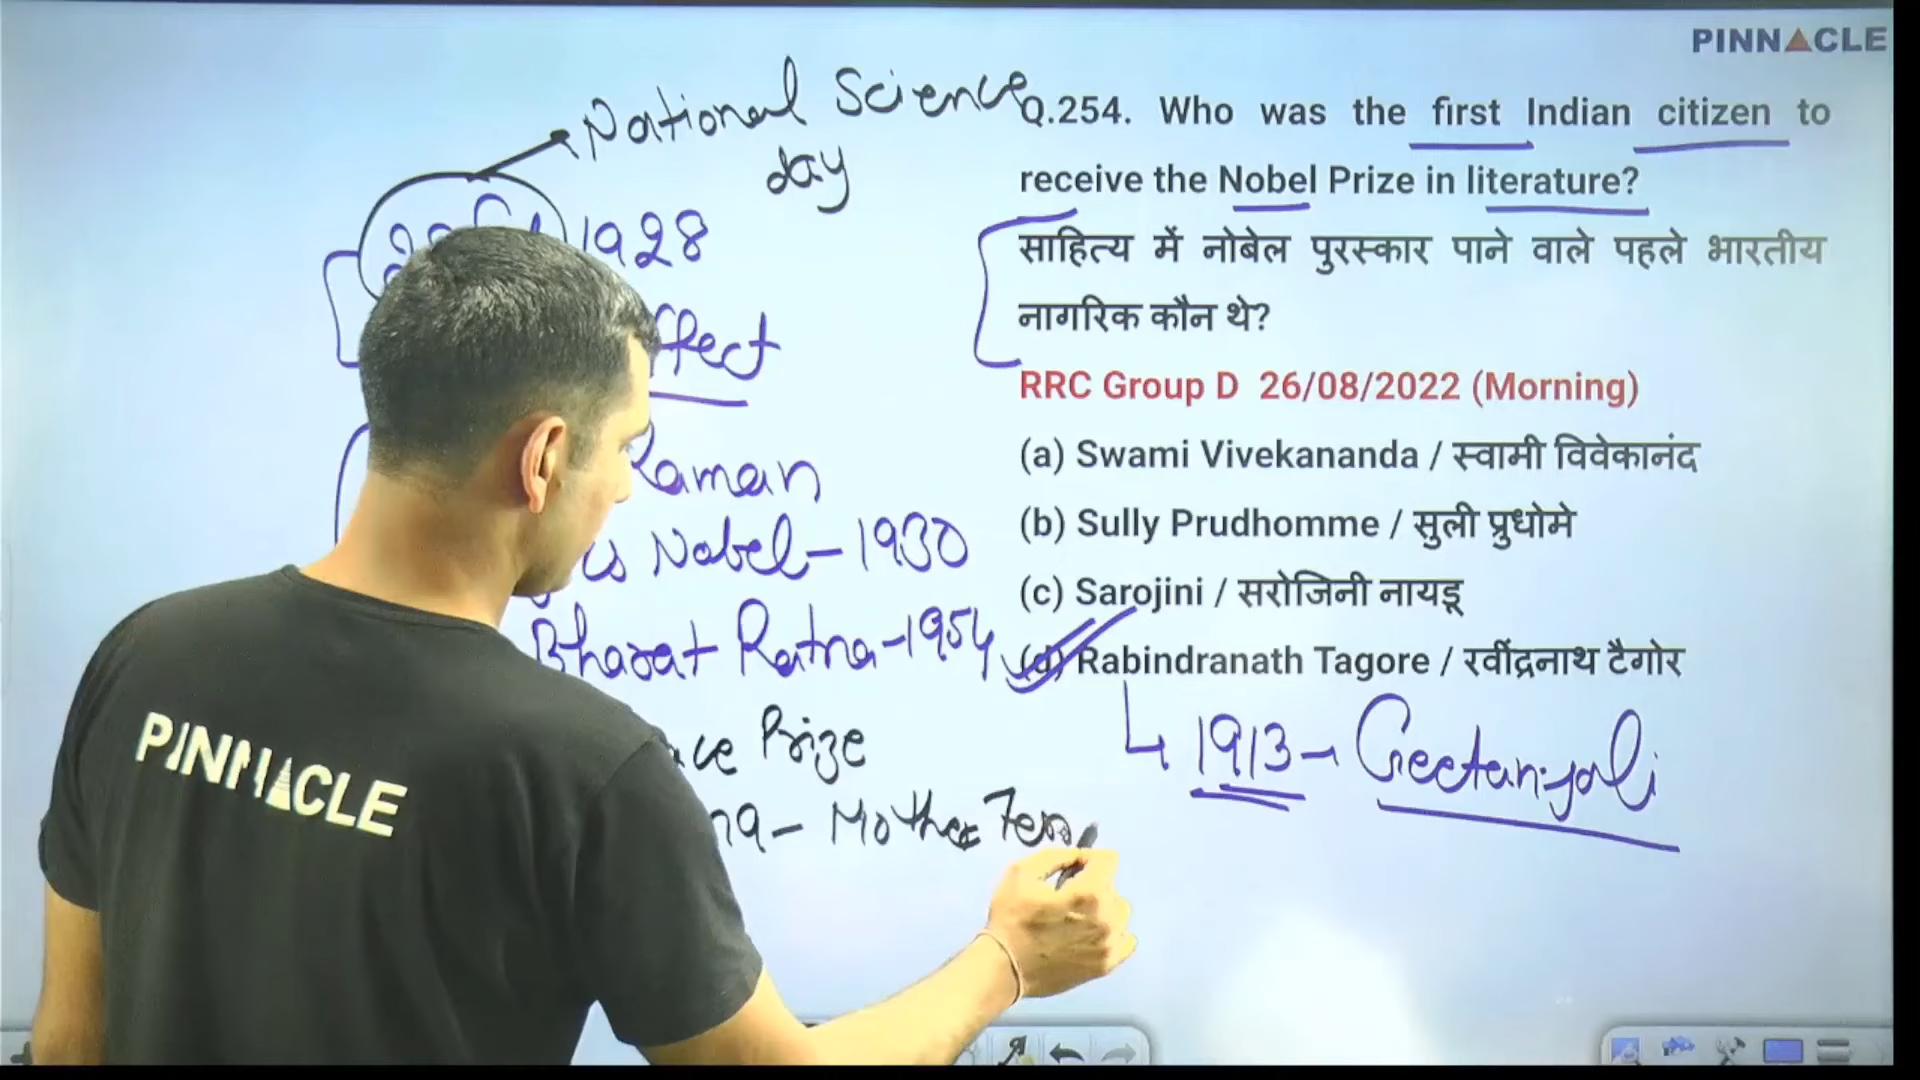 PINNACLE
National Science
day
1928
ffect
Raman
Nobel - 1930
Bharat Ratna - 1954
Prize
Mother
Q.254. Who was the first Indian citizen to
receive the Nobel Prize in literature?
साहित्य में नोबेल पुरस्कार पाने वाले पहले भारतीय
नागरिक कौन थे?
RRC Group D 26/08/2022 (Morning)
(a) Swami Vivekananda / स्वामी विवेकानंद
(b) Sully Prudhomme / सुली प्रुधोमे
(c) Sarojini / सरोजिनी नायडू
(d) Rabindranath Tagore / रवींद्रनाथ टैगोर
1913 - Geetanjali
PINNACLE